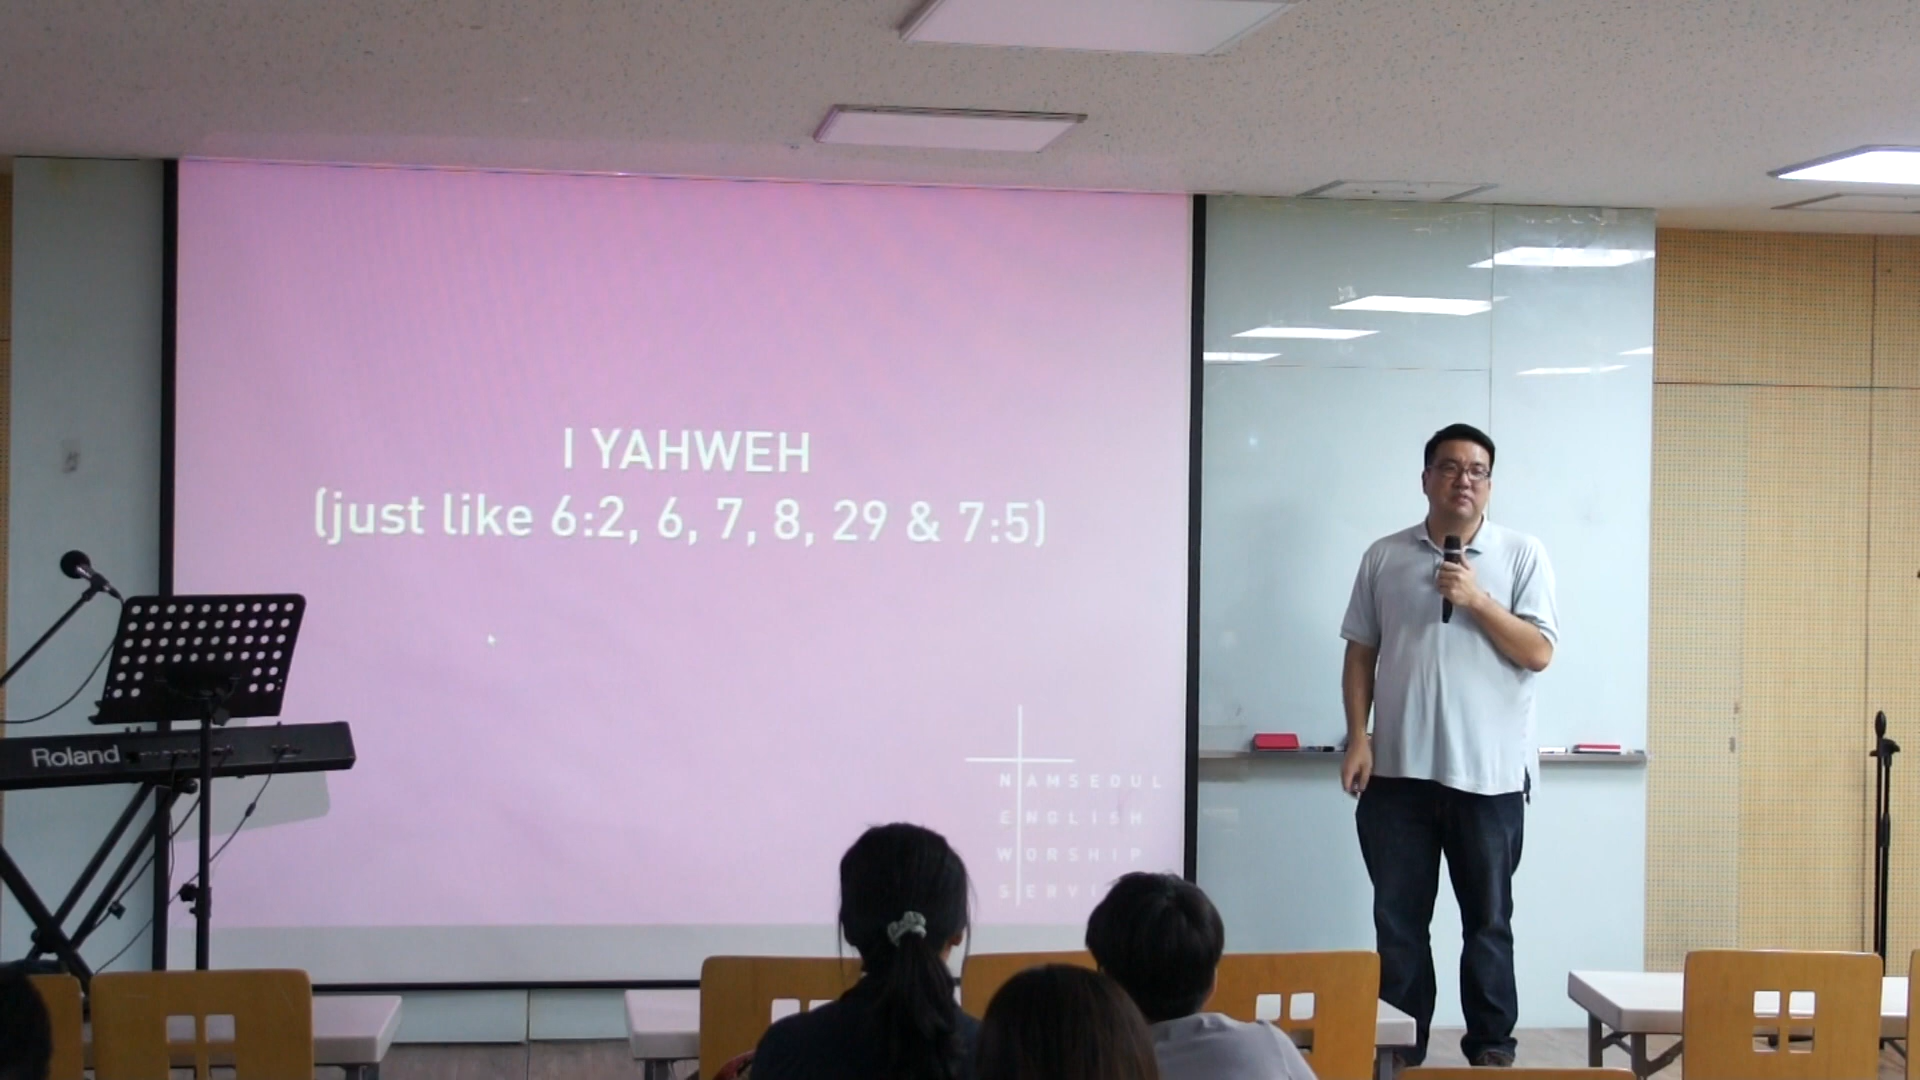 I YAHWEH
(just like 6:2, 6, 7, 8, 29 & 7:5)
NAMSEOUL
ENGLISH
WORSHIP
Roland